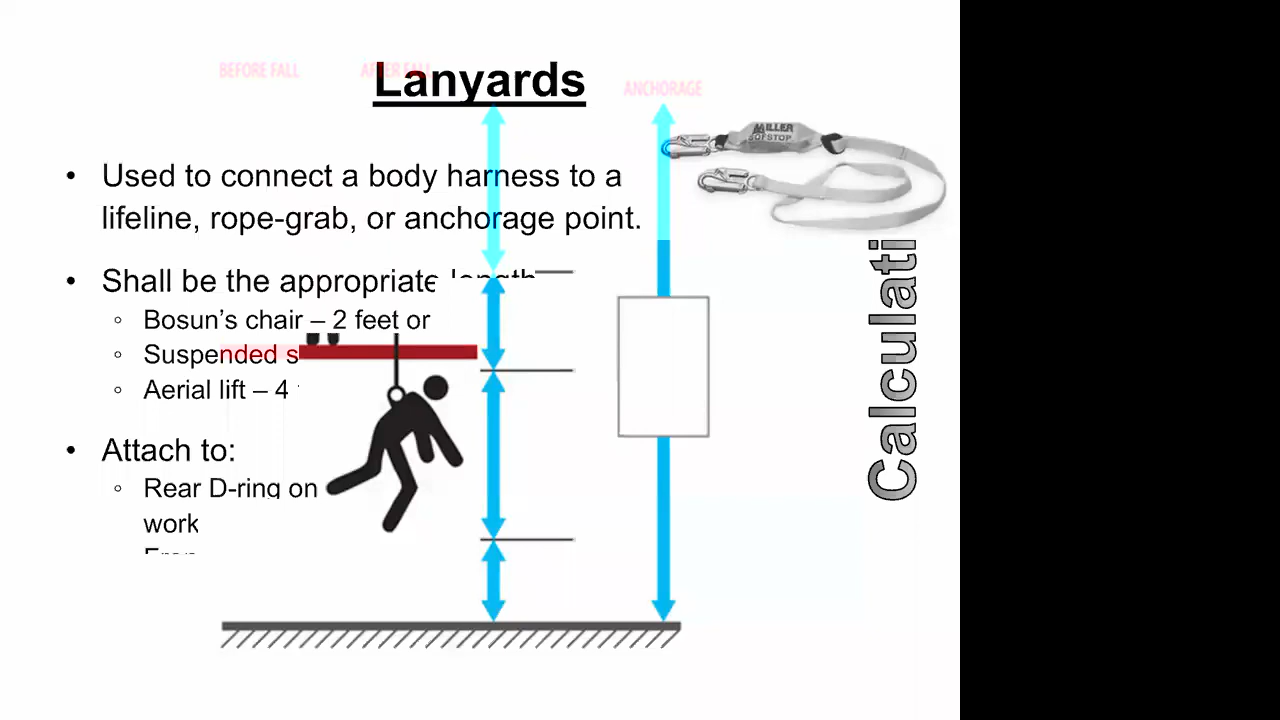 BEFORE FALL
AFTER FALL
Lanyards
ANCHORAGE
MILLER
SOFSTOP
• Used to connect a body harness to a
lifeline, rope-grab, or anchorage point.
• Shall be the appropriate length
◦ Bosun’s chair – 2 feet or
◦ Suspended s
◦ Aerial lift – 4
• Attach to:
◦ Rear D-ring on
work
Calculati